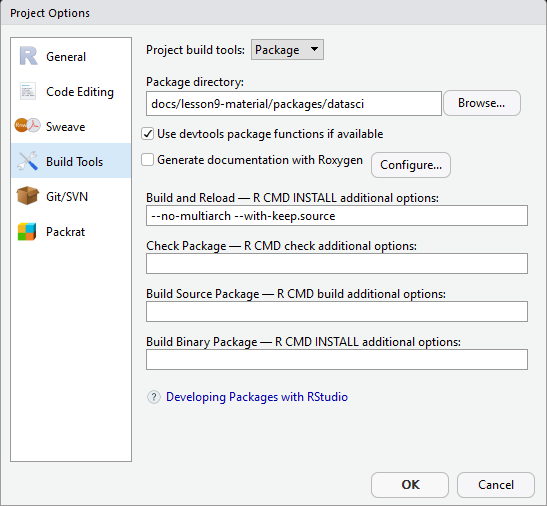 Project Options
General
Code Editing
Sweave
Build Tools
Git/SVN
Packrat
Project build tools: Package
Package directory:
docs/lesson9-material/packages/datasci Browse...
Use devtools package functions if available
Generate documentation with Roxygen Configure...
Build and Reload — R CMD INSTALL additional options:
--no-multiarch --with-keep.source
Check Package — R CMD check additional options:
Build Source Package — R CMD build additional options:
Build Binary Package — R CMD INSTALL additional options:
? Developing Packages with RStudio
OK Cancel